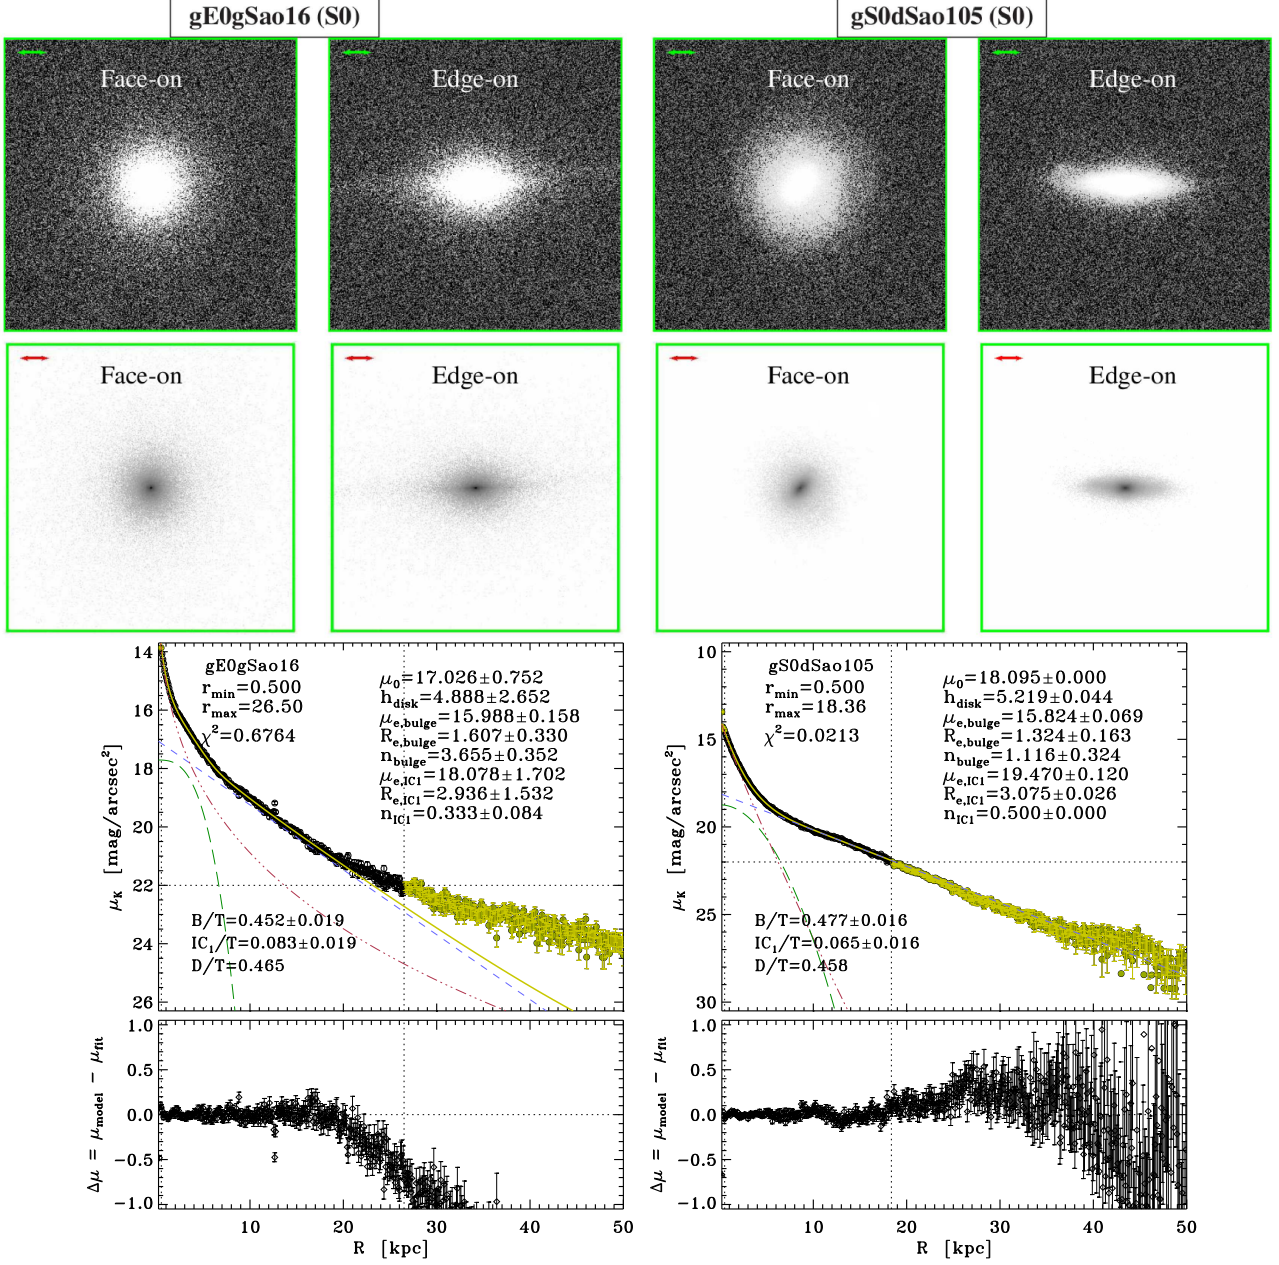 gE0gSao16 (S0)
gS0dSao105 (S0)
Face-on
Edge-on
Face-on
Edge-on
Face-on
Edge-on
Face-on
Edge-on
gE0gSao16
r_min=0.500
r_max=26.50
χ²=0.6764
μ_0=17.026±0.752
h_disk=4.888±2.652
μ_e,bulge=15.988±0.158
R_e,bulge=1.607±0.330
n_bulge=3.655±0.352
μ_e,IC1=18.078±1.702
R_e,IC1=2.936±1.532
n_IC1=0.333±0.084
B/T=0.452±0.019
IC_1/T=0.083±0.019
D/T=0.465
14
16
18
20
22
24
26
μ_K [mag/arcsec²]
1.0
0.5
0.0
−0.5
−1.0
Δμ = μ_model − μ_fit
10
20
30
40
50
R [kpc]
gS0dSao105
r_min=0.500
r_max=18.36
χ²=0.0213
μ_0=18.095±0.000
h_disk=5.219±0.044
μ_e,bulge=15.824±0.069
R_e,bulge=1.324±0.163
n_bulge=1.116±0.324
μ_e,IC1=19.470±0.120
R_e,IC1=3.075±0.026
n_IC1=0.500±0.000
B/T=0.477±0.016
IC_1/T=0.065±0.016
D/T=0.458
10
15
20
25
30
μ_K [mag/arcsec²]
1.0
0.5
0.0
−0.5
−1.0
Δμ = μ_model − μ_fit
10
20
30
40
50
R [kpc]